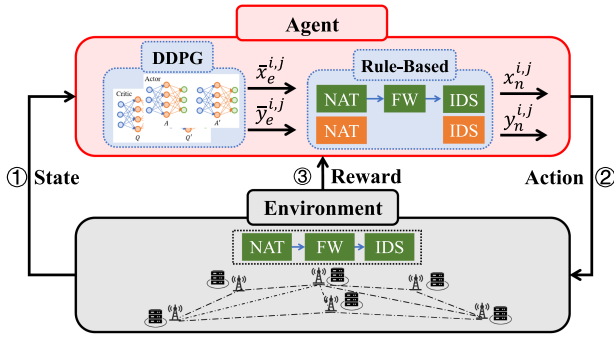 Agent
DDPG
Actor
Critic
A
A'
Q
Q'
x̄_e^{i,j}
ȳ_e^{i,j}
Rule-Based
NAT FW IDS
NAT IDS
x_n^{i,j}
y_n^{i,j}
① State
③ Reward
Action ②
Environment
NAT FW IDS